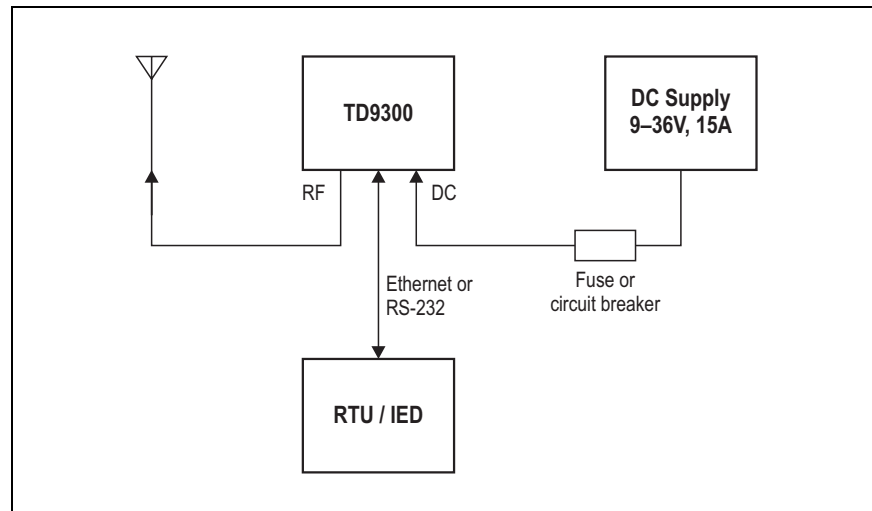 TD9300
DC Supply
9–36V, 15A
RF
DC
Ethernet or
RS-232
Fuse or
circuit breaker
RTU / IED